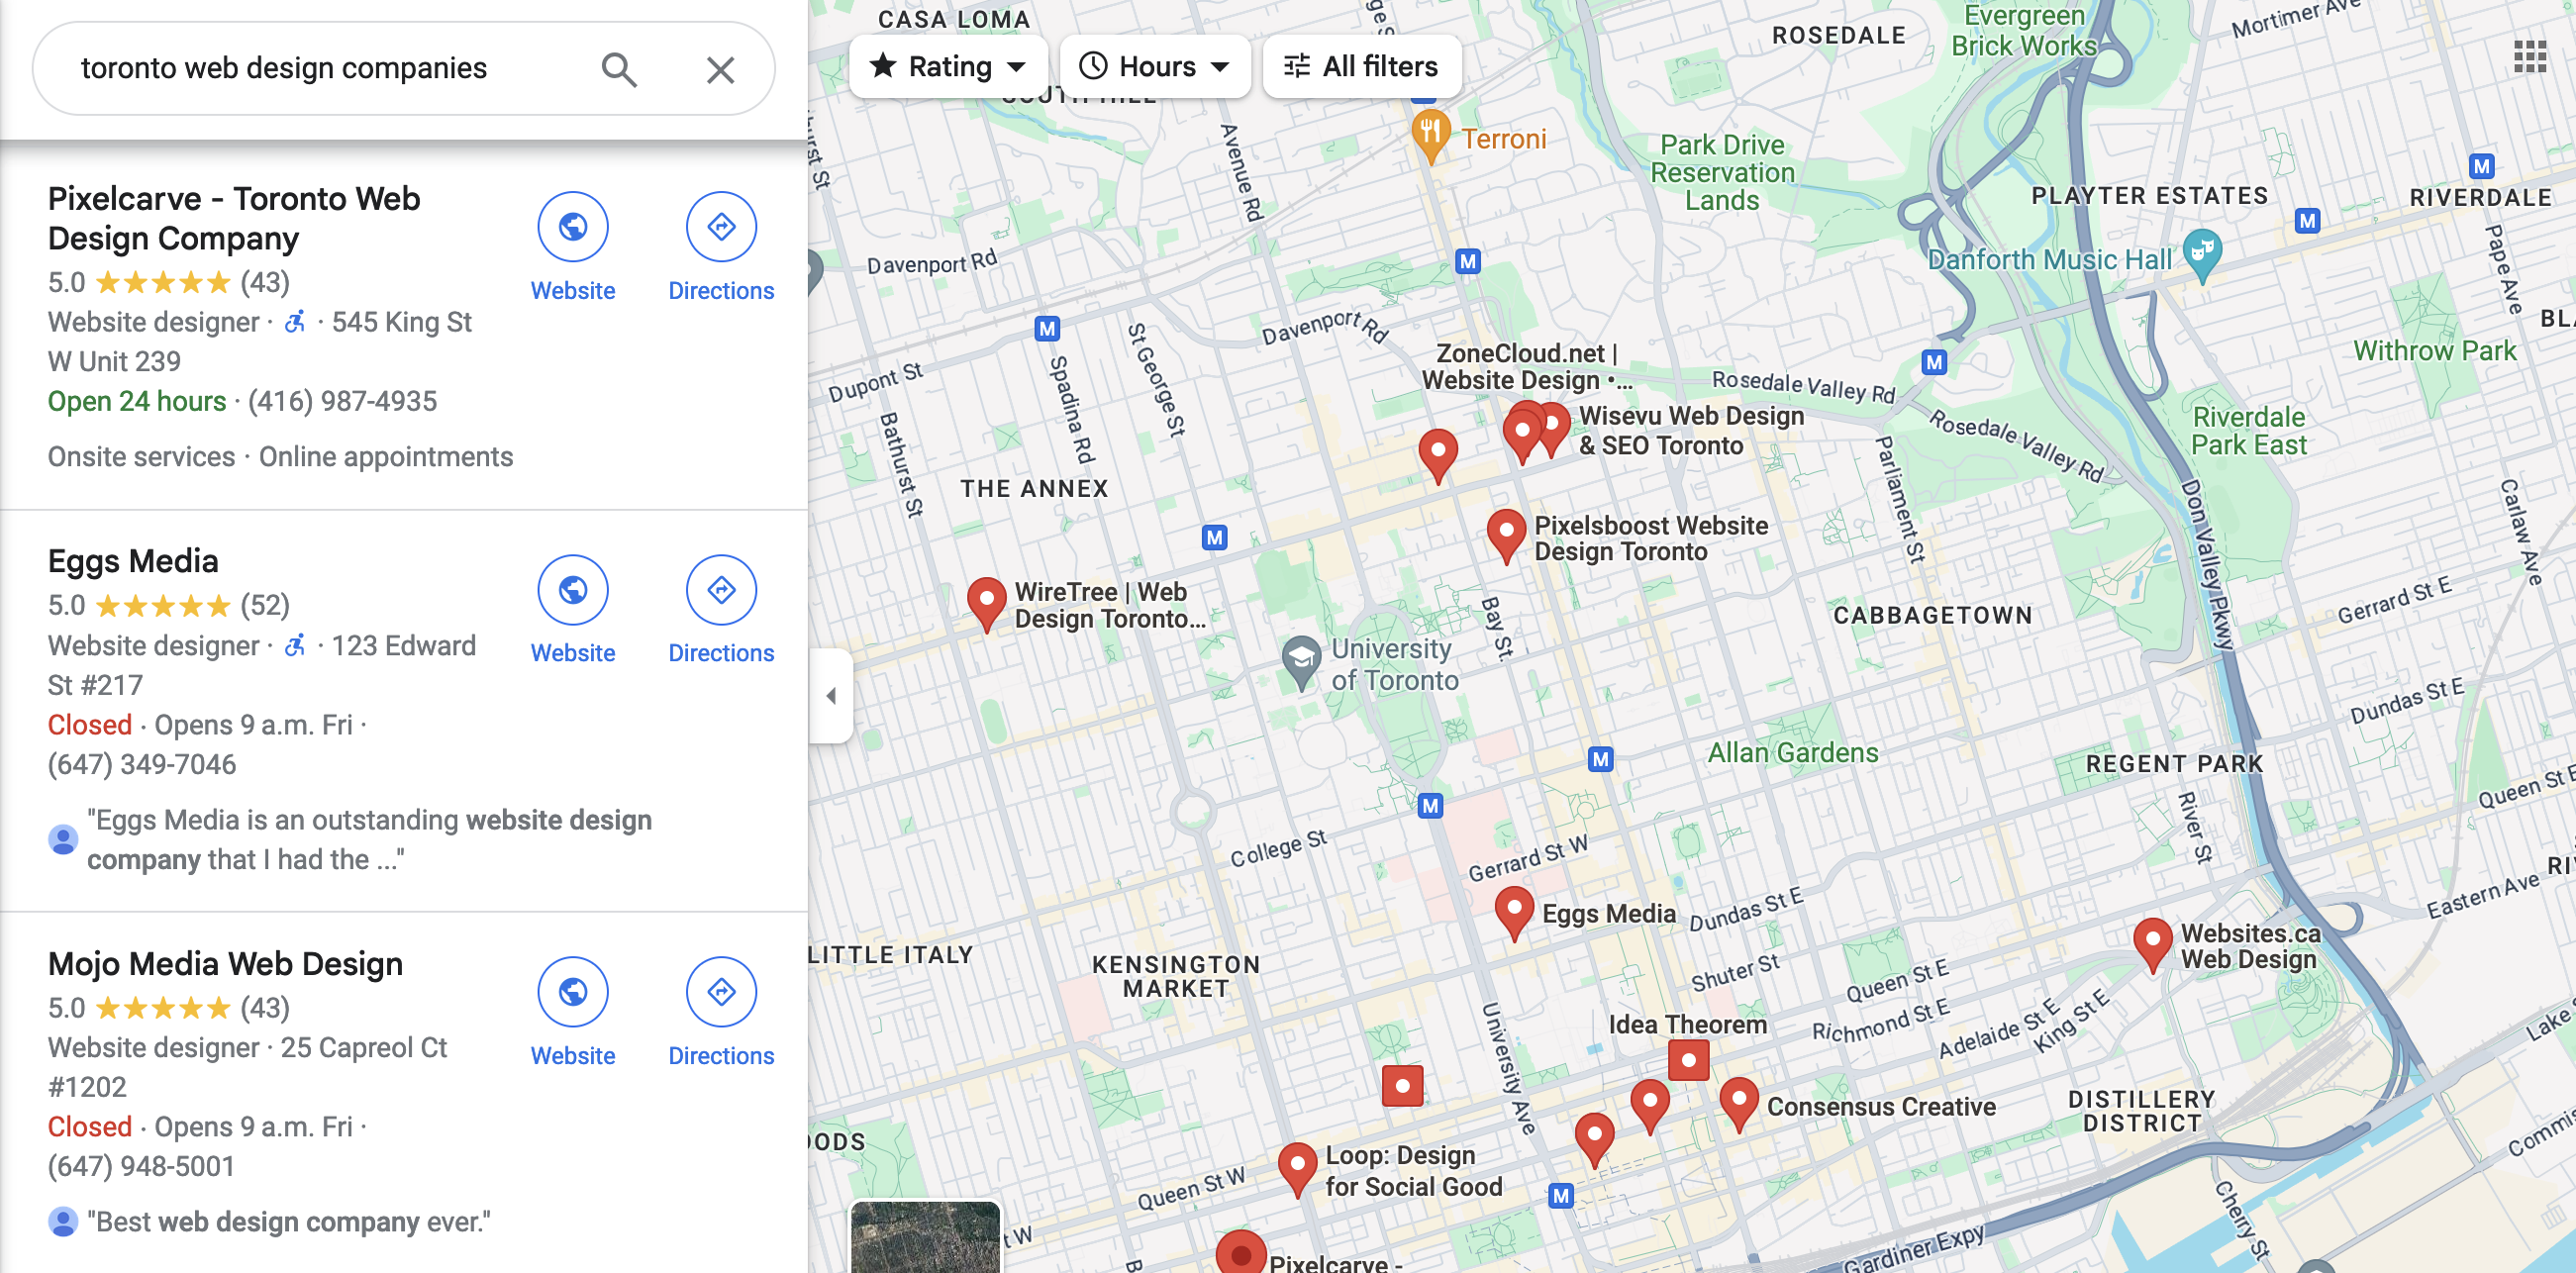 toronto web design companies
Rating
Hours
All filters
Pixelcarve - Toronto Web
Design Company
5.0 (43)
Website designer · · 545 King St
W Unit 239
Open 24 hours · (416) 987-4935
Onsite services · Online appointments
Website
Directions
Eggs Media
5.0 (52)
Website designer · · 123 Edward
St #217
Closed · Opens 9 a.m. Fri ·
(647) 349-7046
"Eggs Media is an outstanding website design
company that I had the ..."
Website
Directions
Mojo Media Web Design
5.0 (43)
Website designer · 25 Capreol Ct
#1202
Closed · Opens 9 a.m. Fri ·
(647) 948-5001
"Best web design company ever."
Website
Directions
CASA LOMA
ROSEDALE
Evergreen
Brick Works
Mortimer Ave
Terroni
Avenue Rd
Park Drive
Reservation
Lands
PLAYTER ESTATES
M
RIVERDALE
M
Danforth Music Hall
Pape Ave
Davenport Rd
M
M
Davenport Rd
St George St
Spadina Rd
Dupont St
Bathurst St
ZoneCloud.net |
Website Design •...
Rosedale Valley Rd
M
Withrow Park
Wisevu Web Design
& SEO Toronto
Rosedale Valley Rd
Riverdale
Park East
Parliament St
THE ANNEX
M
Pixelsboost Website
Design Toronto
Don Valley Pkwy
Carlaw Ave
WireTree | Web
Design Toronto...
Bay St.
CABBAGETOWN
Gerrard St E
University
of Toronto
Dundas St E
M
Allan Gardens
REGENT PARK
Queen St E
M
River St
College St
Gerrard St W
Eggs Media
Dundas St E
Eastern Ave
LITTLE ITALY
KENSINGTON
MARKET
Shuter St
Queen St E
Websites.ca
Web Design
Richmond St E
Adelaide St E
King St E
Idea Theorem
University Ave
Lake
Consensus Creative
DISTILLERY
DISTRICT
Loop: Design
for Social Good
Queen St W
M
Cherry St
Gardiner Expy
Pixelcarve -